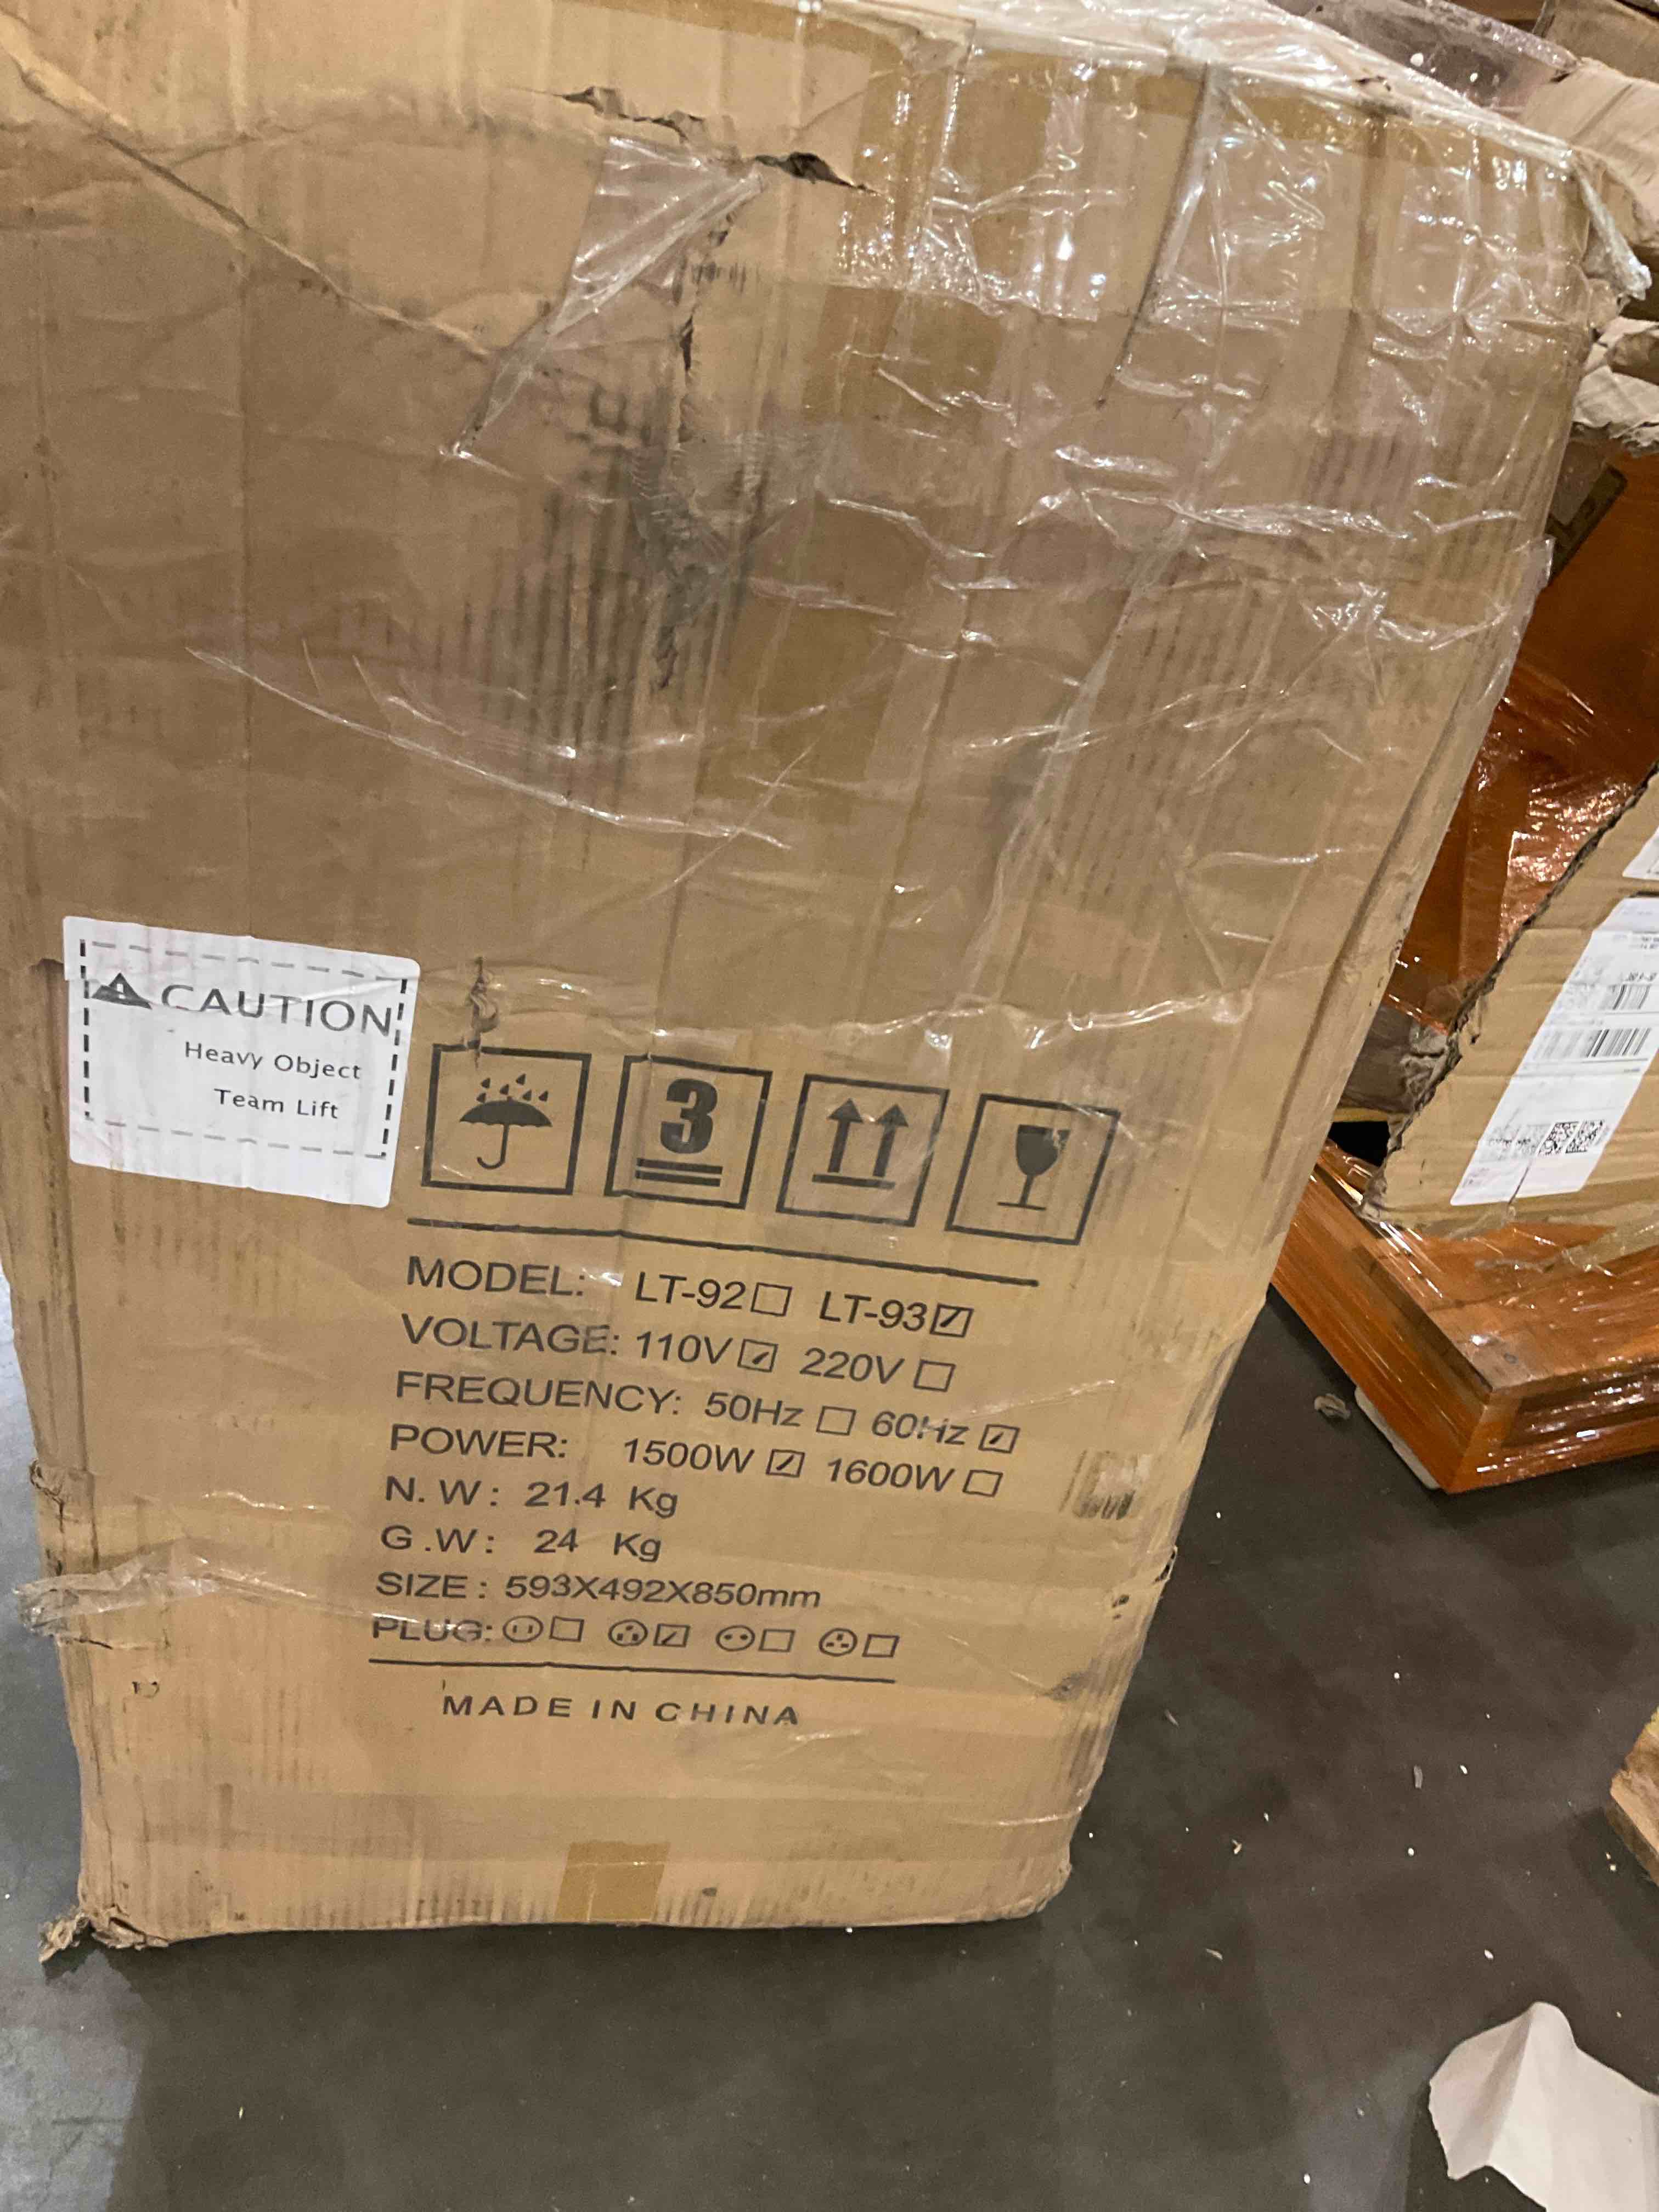 CAUTION
Heavy Object
Team Lift
3
MODEL: LT-92☐ LT-93☑
VOLTAGE: 110V☑ 220V☐
FREQUENCY: 50Hz☐ 60Hz☑
POWER: 1500W☑ 1600W☐
N.W: 21.4 Kg
G.W: 24 Kg
SIZE: 593X492X850mm
PLUG:
MADE IN CHINA